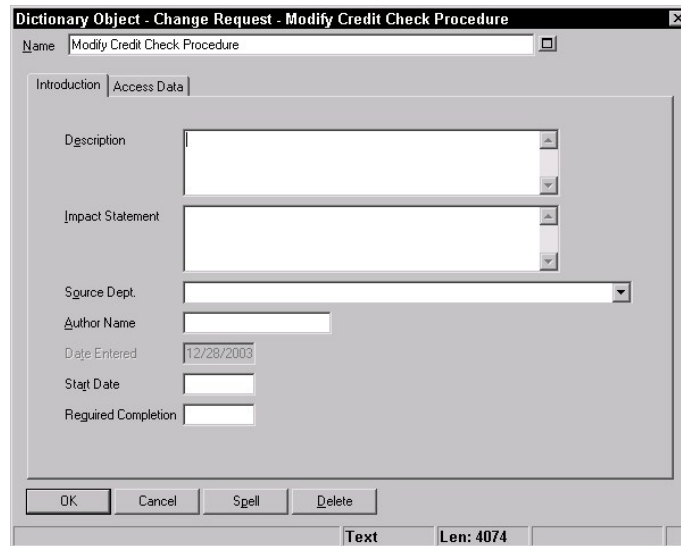 Dictionary Object - Change Request - Modify Credit Check Procedure
Name Modify Credit Check Procedure
Introduction Access Data
Description
Impact Statement
Source Dept.
Author Name
Date Entered 12/28/2003
Start Date
Required Completion
OK Cancel Spell Delete
Text Len: 4074